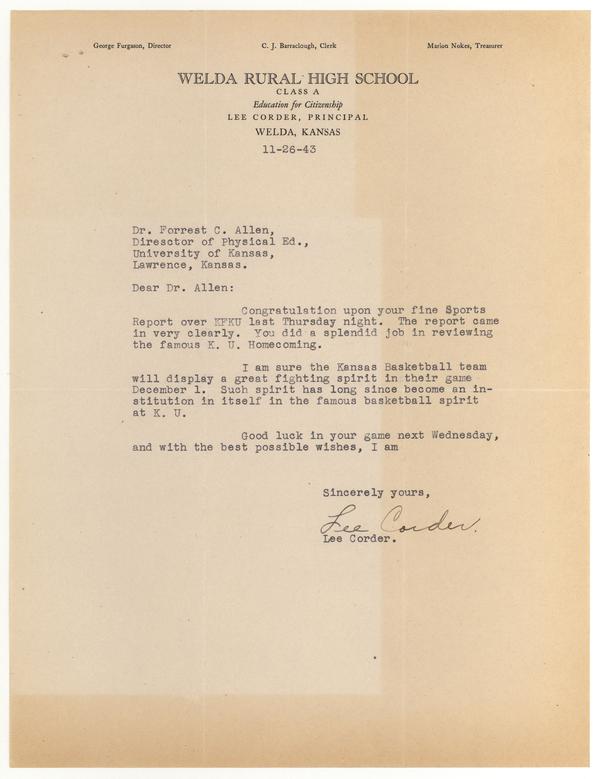 George Furgason, Director C. J. Barraclough, Clerk Marion Nokes, Treasurer
WELDA RURAL HIGH SCHOOL
CLASS A
Education for Citizenship
LEE CORDER, PRINCIPAL
WELDA, KANSAS
11-26-43
Dr. Forrest C. Allen,
Diresctor of Physical Ed.,
University of Kansas,
Lawrence, Kansas.
Dear Dr. Allen:
Congratulation upon your fine Sports
Report over KFKU last Thursday night. The report came
in very clearly. You did a splendid job in reviewing
the famous K. U. Homecoming.
I am sure the Kansas Basketball team
will display a great fighting spirit in their game
December 1. Such spirit has long since become an in-
stitution in itself in the famous basketball spirit
at K. U.
Good luck in your game next Wednesday,
and with the best possible wishes, I am
Sincerely yours,
Lee Corder.
Lee Corder.